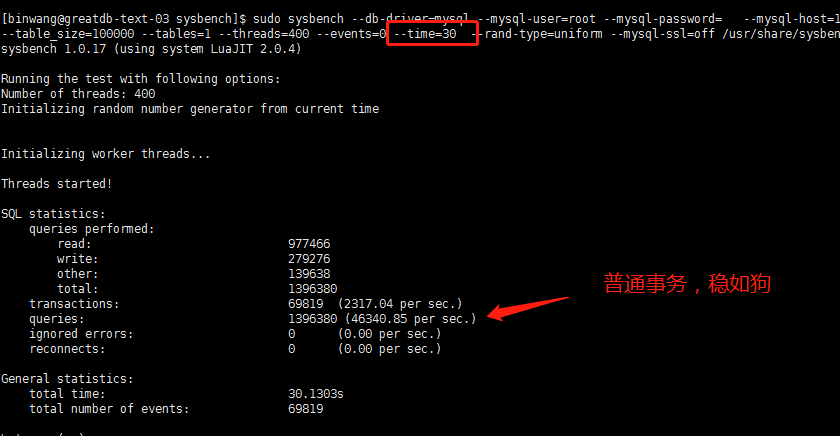 [binwang@greatdb-text-03 sysbench]$ sudo sysbench --db-driver=mysql --mysql-user=root --mysql-password=   --mysql-host=1
--table_size=100000 --tables=1 --threads=400 --events=0 --time=30  --rand-type=uniform --mysql-ssl=off /usr/share/sysben
sysbench 1.0.17 (using system LuaJIT 2.0.4)
Running the test with following options:
Number of threads: 400
Initializing random number generator from current time
Initializing worker threads...
Threads started!
SQL statistics:
queries performed:
read: 977466
write: 279276
other: 139638
total: 1396380
transactions: 69819 (2317.04 per sec.)
queries: 1396380 (46340.85 per sec.)
ignored errors: 0 (0.00 per sec.)
reconnects: 0 (0.00 per sec.)
普通事务，稳如狗
General statistics:
total time: 30.1303s
total number of events: 69819